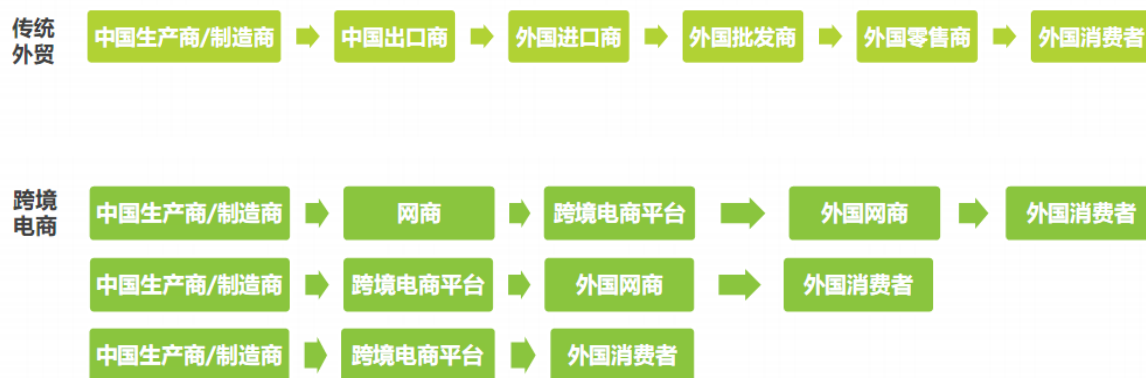 传统
外贸
中国生产商/制造商 中国出口商 外国进口商 外国批发商 外国零售商 外国消费者
跨境
电商
中国生产商/制造商 网商 跨境电商平台 外国网商 外国消费者
中国生产商/制造商 跨境电商平台 外国网商 外国消费者
中国生产商/制造商 跨境电商平台 外国消费者